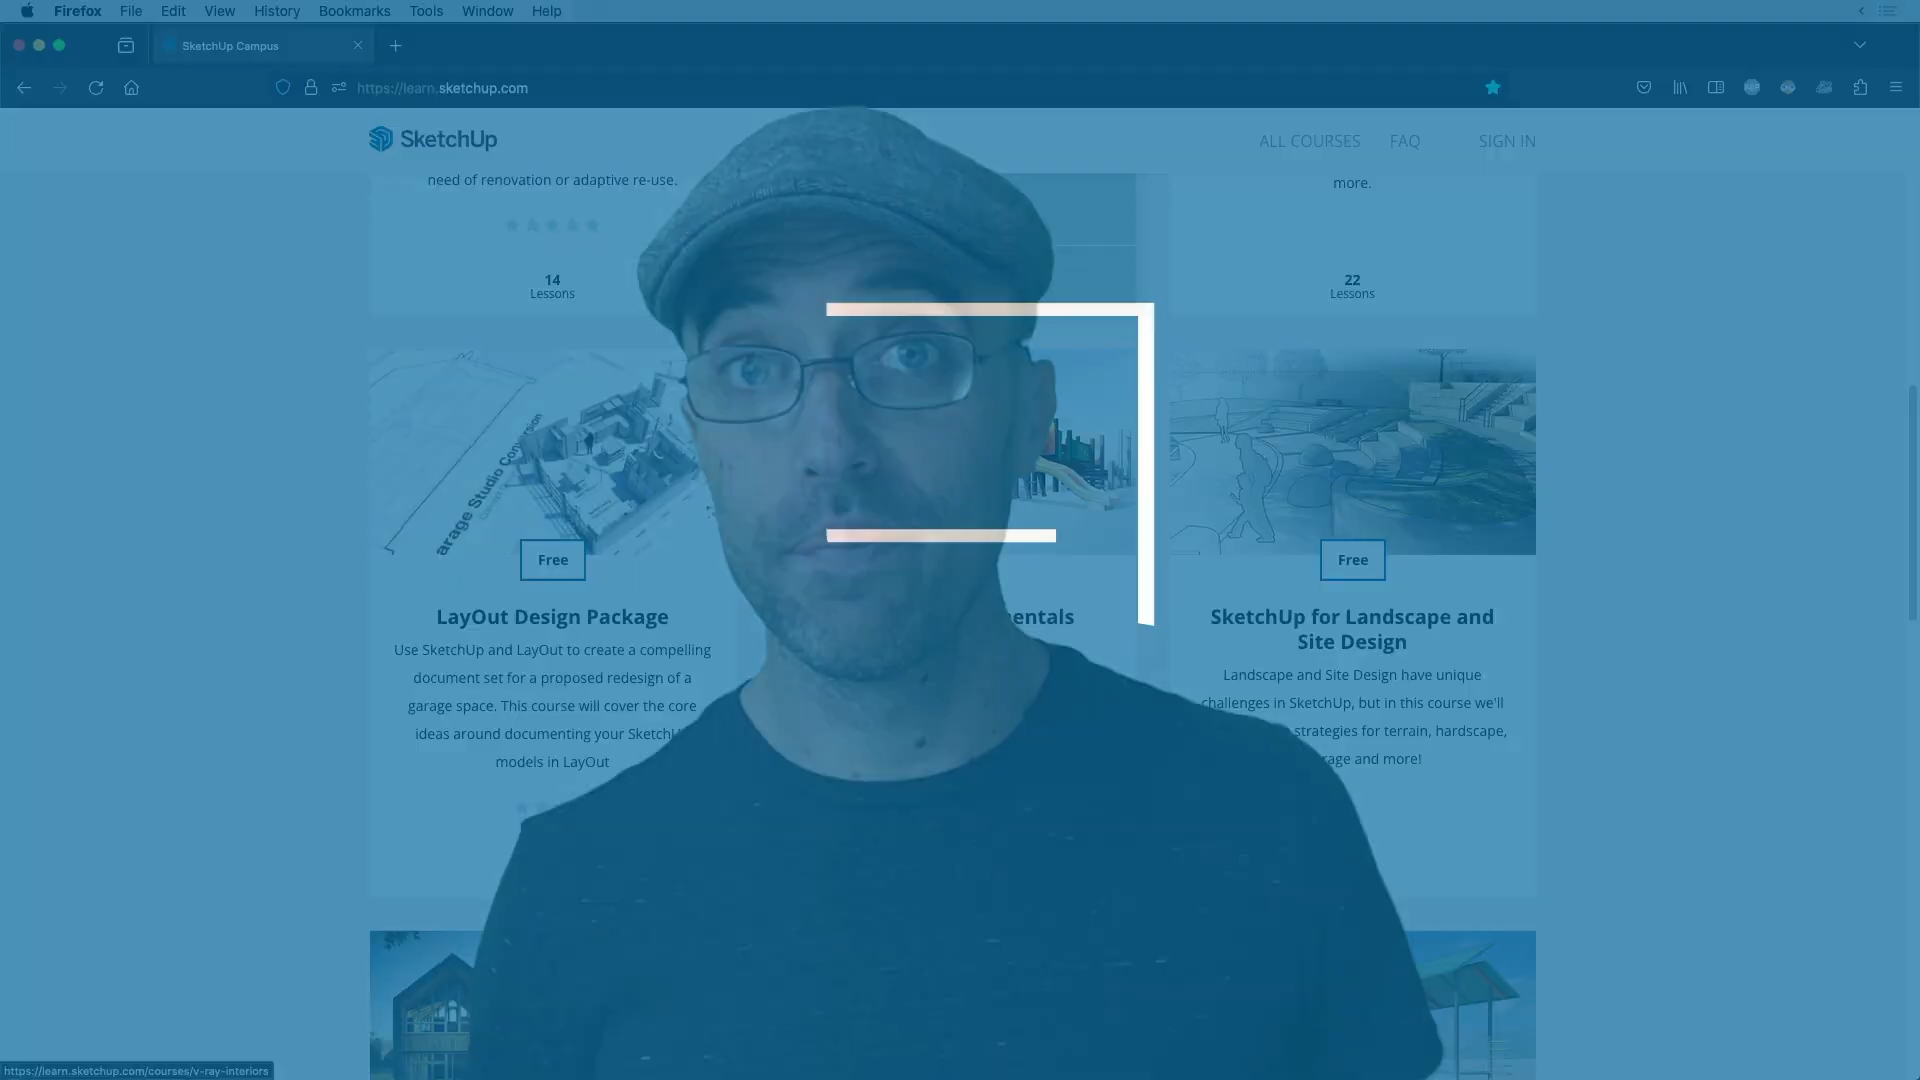 Firefox File Edit View History Bookmarks Tools Window Help
SketchUp Campus
https://learn.sketchup.com
SketchUp
ALL COURSES FAQ SIGN IN
need of renovation or adaptive re-use.
14
Lessons
more.
22
Lessons
arage Studio Conversion
Free
LayOut Design Package
Use SketchUp and LayOut to create a compelling
document set for a proposed redesign of a
garage space. This course will cover the core
ideas around documenting your SketchU
models in LayOut
entals
Free
SketchUp for Landscape and
Site Design
Landscape and Site Design have unique
challenges in SketchUp, but in this course we'll
strategies for terrain, hardscape,
rage and more!
https://learn.sketchup.com/courses/v-ray-interiors